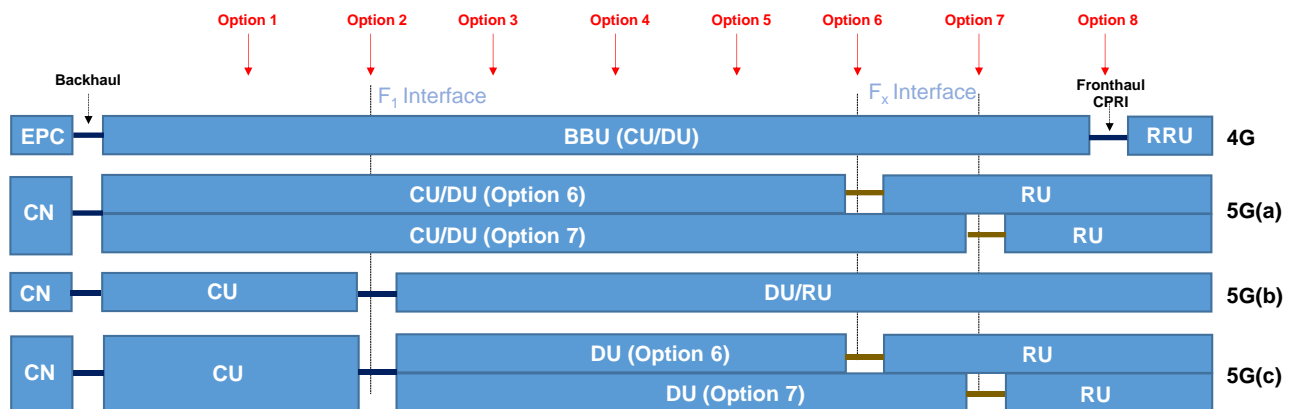 Option 1
Option 2
Option 3
Option 4
Option 5
Option 6
Option 7
Option 8
Backhaul
F1 Interface
Fx Interface
Fronthaul
CPRI
EPC
BBU (CU/DU)
RRU
4G
CN
CU/DU (Option 6)
RU
CU/DU (Option 7)
RU
5G(a)
CN
CU
DU/RU
5G(b)
CN
CU
DU (Option 6)
RU
DU (Option 7)
RU
5G(c)